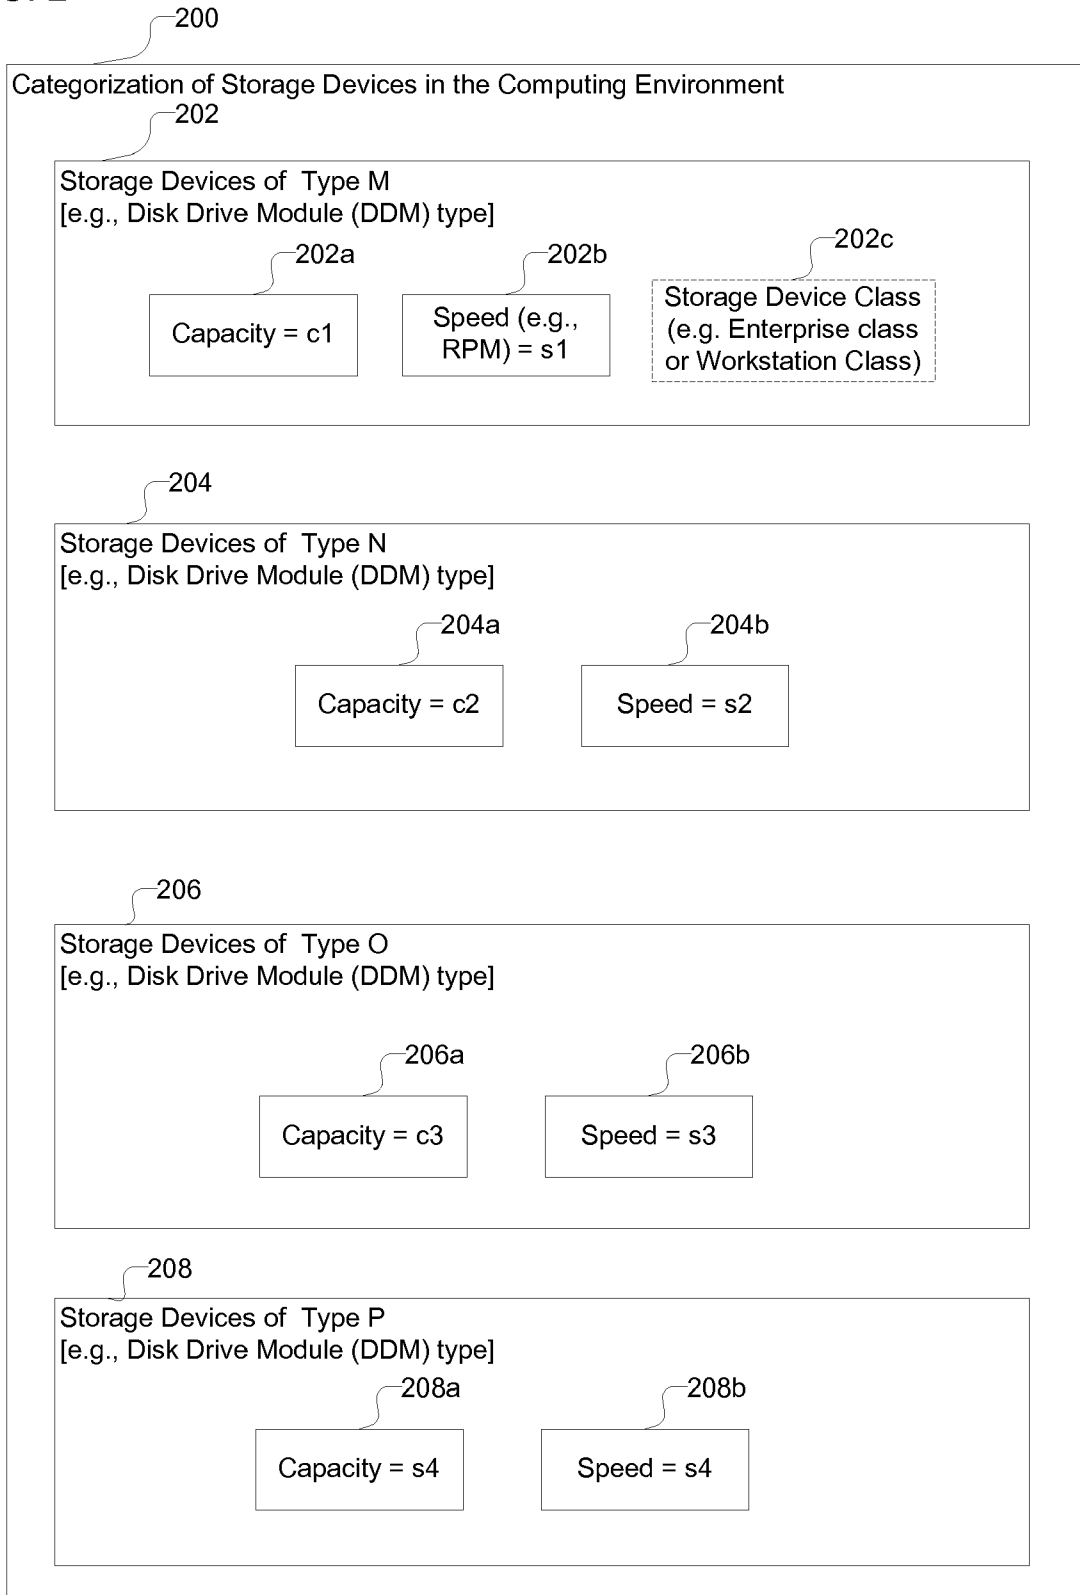 200
Categorization of Storage Devices in the Computing Environment
202
Storage Devices of Type M
[e.g., Disk Drive Module (DDM) type]
202a
202b
202c
Capacity = c1
Speed (e.g.,
RPM) = s1
Storage Device Class
(e.g. Enterprise class
or Workstation Class)
204
Storage Devices of Type N
[e.g., Disk Drive Module (DDM) type]
204a
204b
Capacity = c2
Speed = s2
206
Storage Devices of Type O
[e.g., Disk Drive Module (DDM) type]
206a
206b
Capacity = c3
Speed = s3
208
Storage Devices of Type P
[e.g., Disk Drive Module (DDM) type]
208a
208b
Capacity = s4
Speed = s4